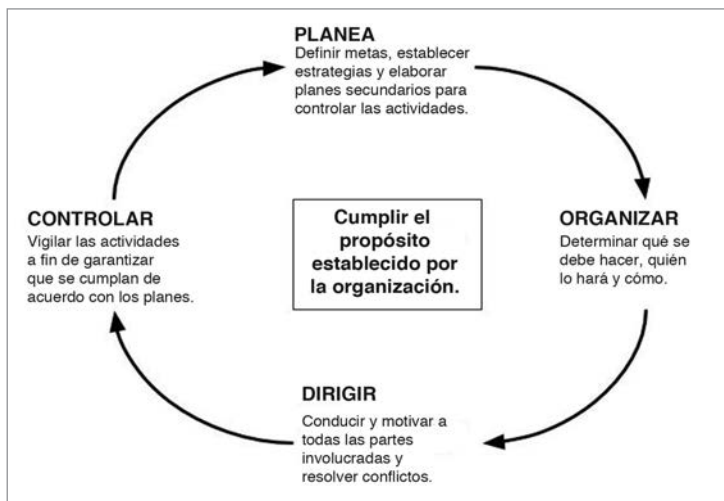 PLANEA
Definir metas, establecer
estrategias y elaborar
planes secundarios para
controlar las actividades.
CONTROLAR
Vigilar las actividades
a fin de garantizar
que se cumplan de
acuerdo con los planes.
Cumplir el
propósito
establecido por
la organización.
ORGANIZAR
Determinar qué se
debe hacer, quién
lo hará y cómo.
DIRIGIR
Conducir y motivar a
todas las partes
involucradas y
resolver conflictos.